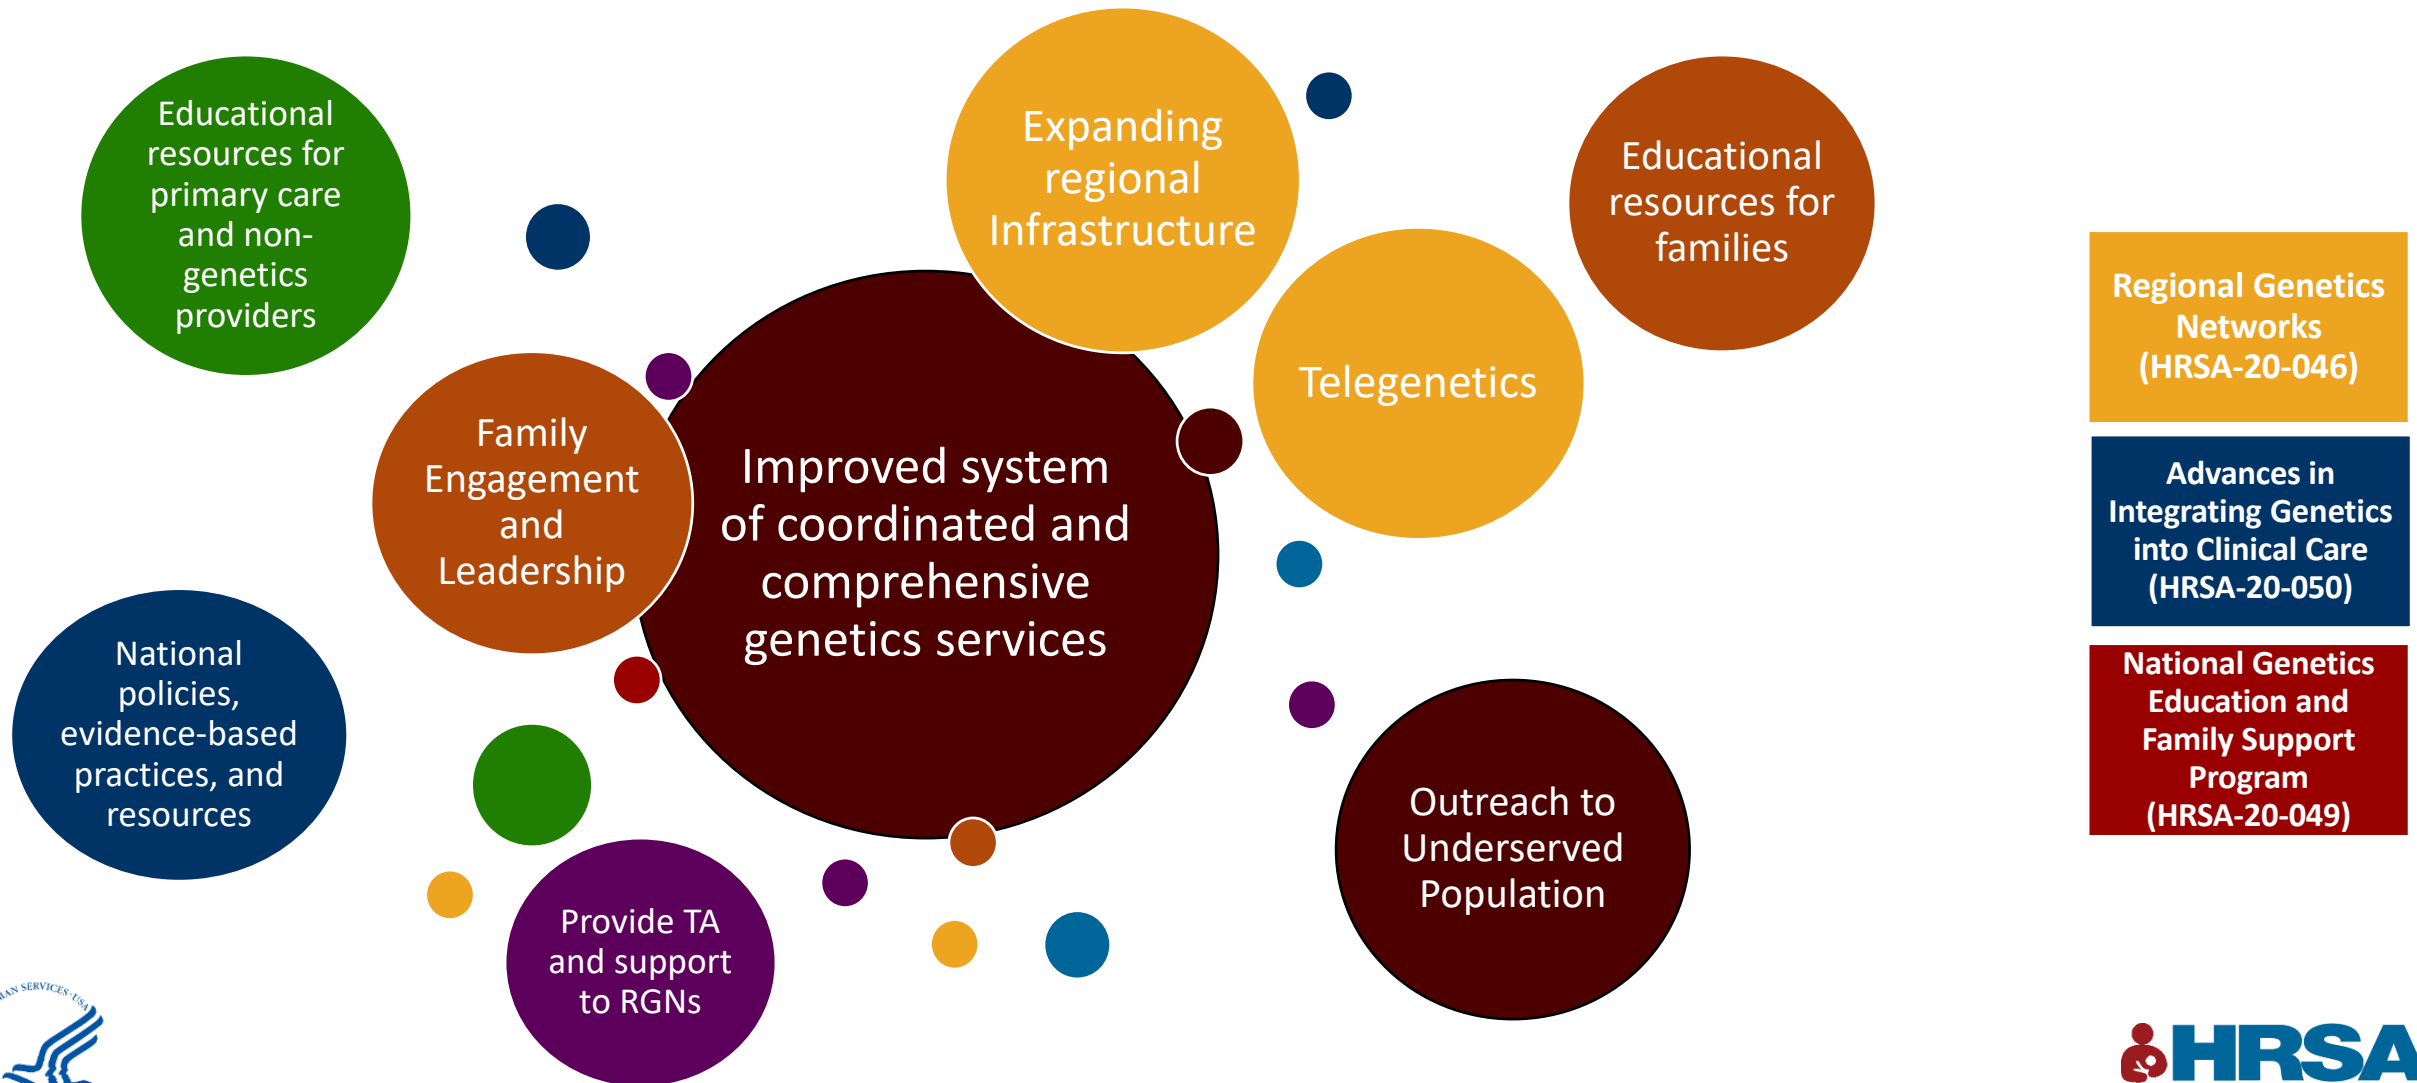 Educational
resources for
primary care
and non-
genetics
providers
Expanding
regional
Infrastructure
Educational
resources for
families
Telegenetics
Family
Engagement
and
Leadership
Improved system
of coordinated and
comprehensive
genetics services
National
policies,
evidence-based
practices, and
resources
Outreach to
Underserved
Population
Provide TA
and support
to RGNs
Regional Genetics
Networks
(HRSA-20-046)
Advances in
Integrating Genetics
into Clinical Care
(HRSA-20-050)
National Genetics
Education and
Family Support
Program
(HRSA-20-049)
SERVICES·USA
HRSA